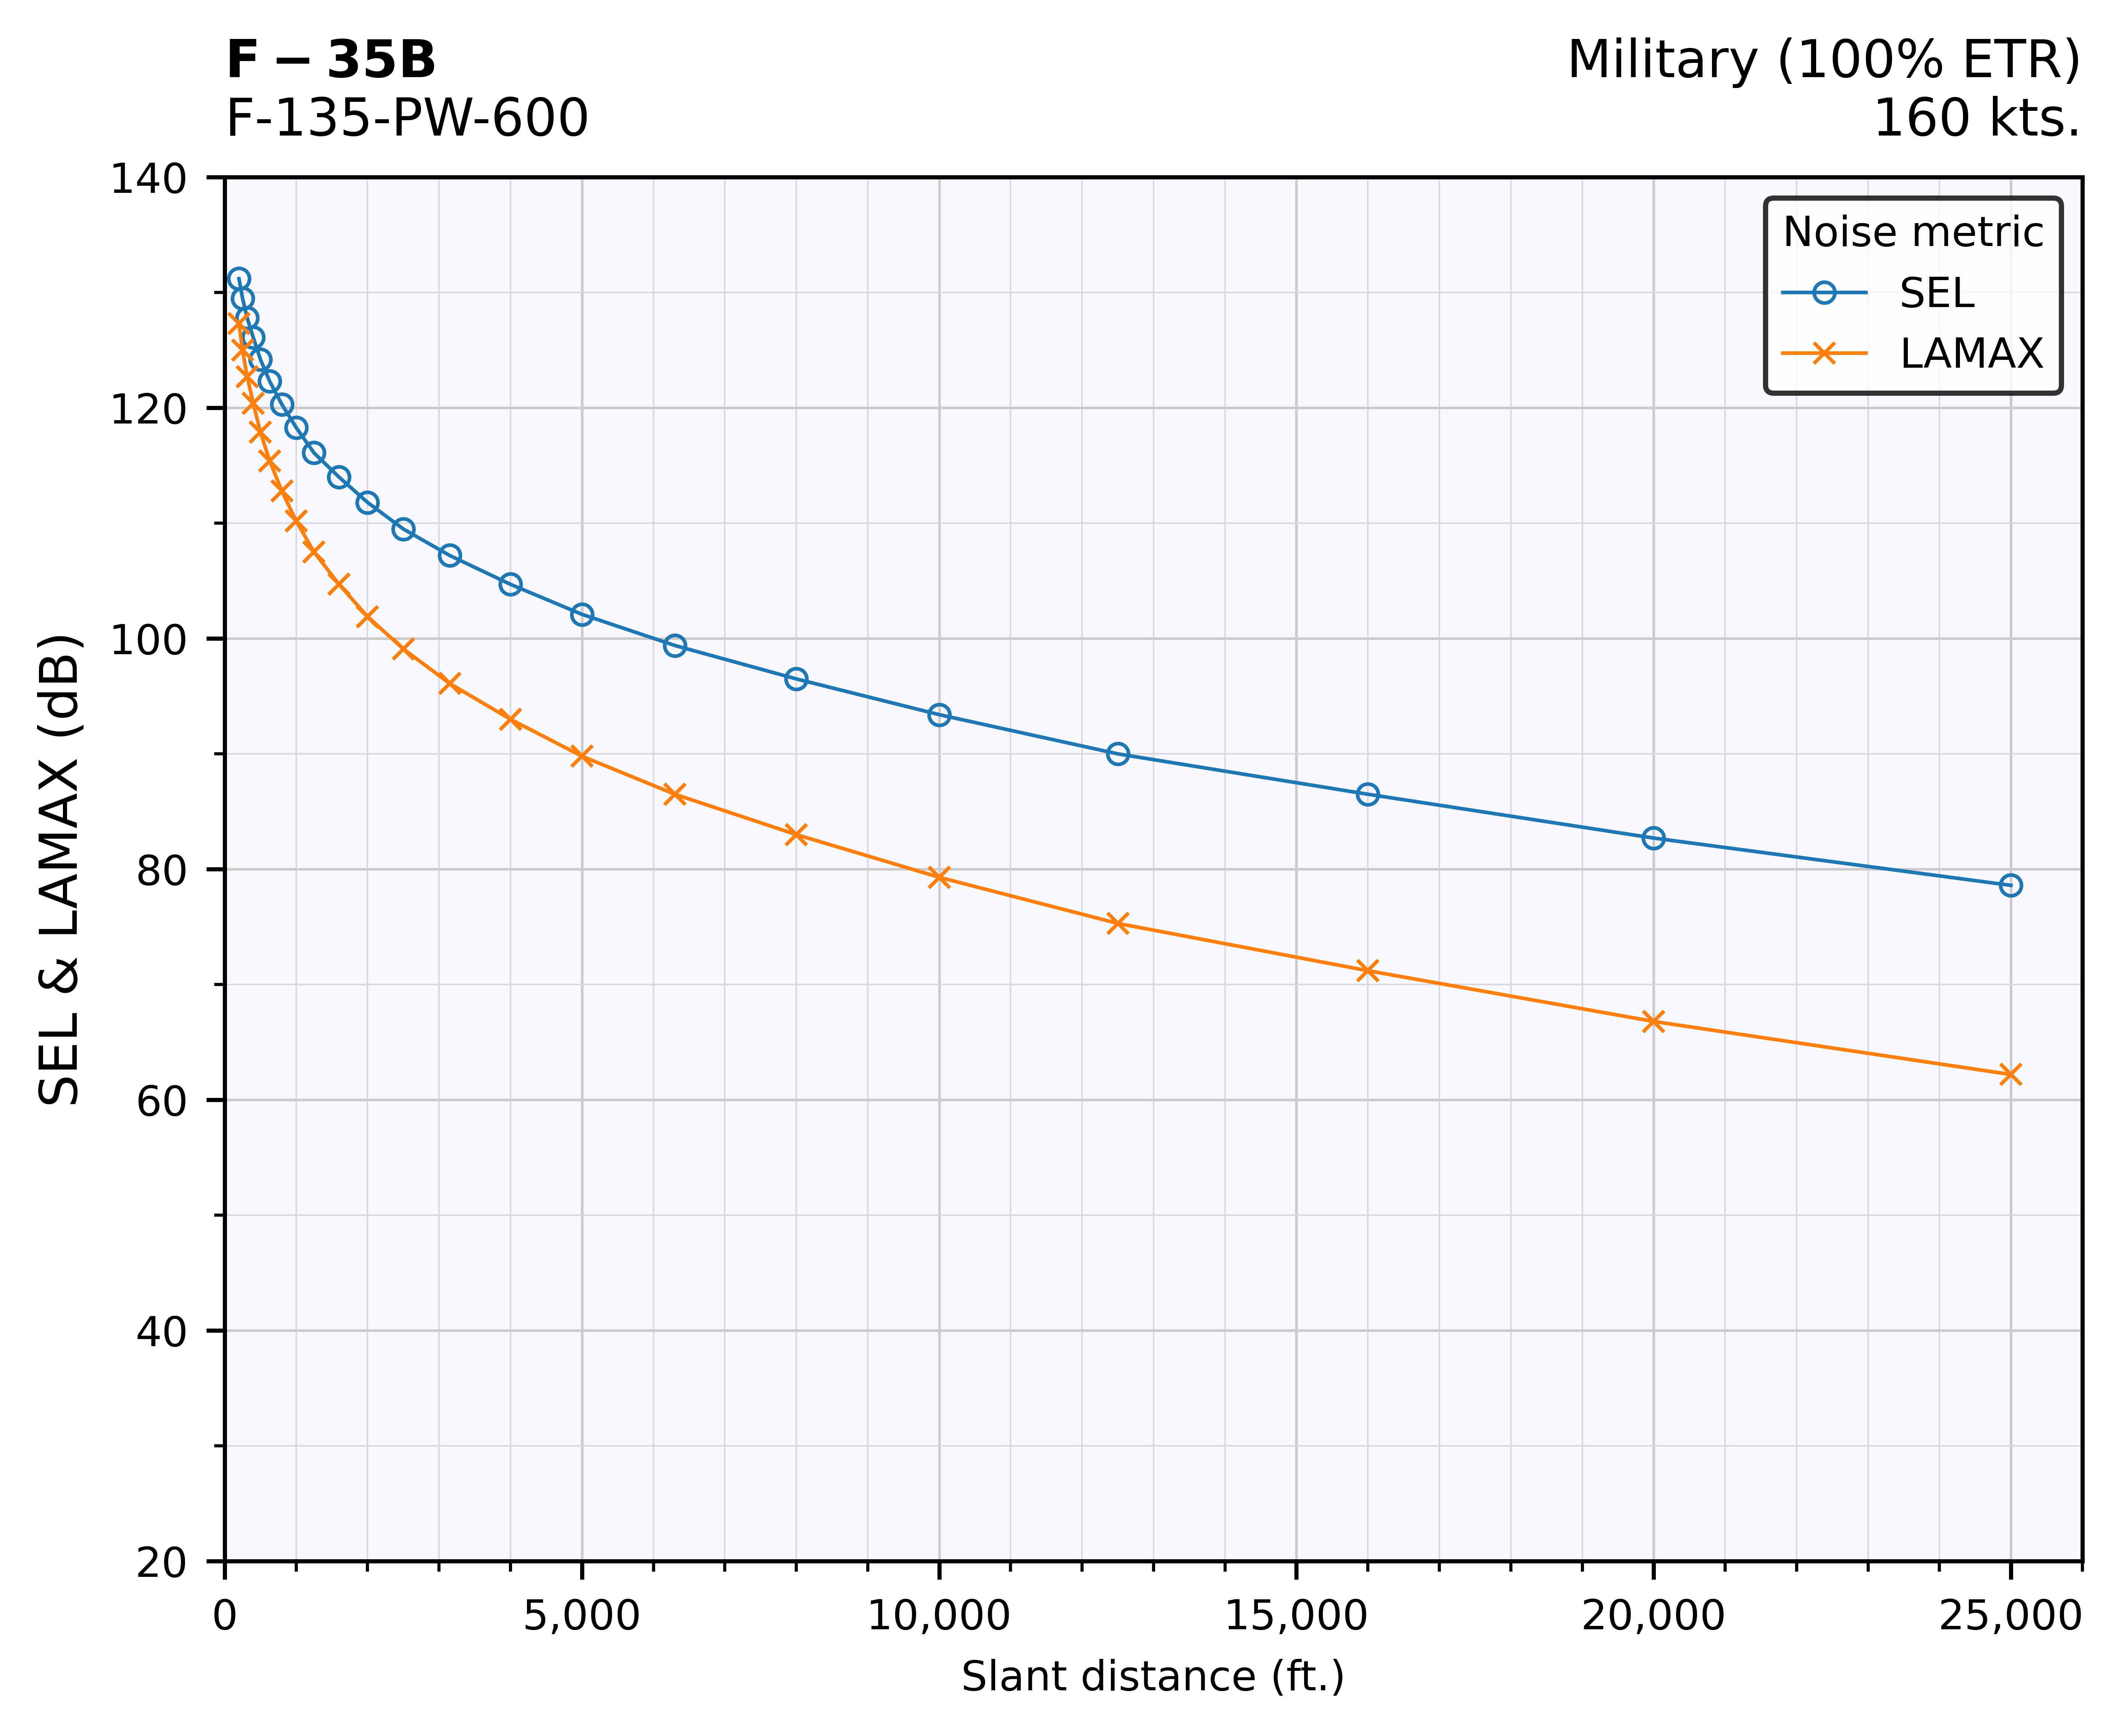 F − 35B
F-135-PW-600
Military (100% ETR)
160 kts.
Noise metric
SEL
LAMAX
SEL & LAMAX (dB)
140
120
100
80
60
40
20
0 5,000 10,000 15,000 20,000 25,000
Slant distance (ft.)